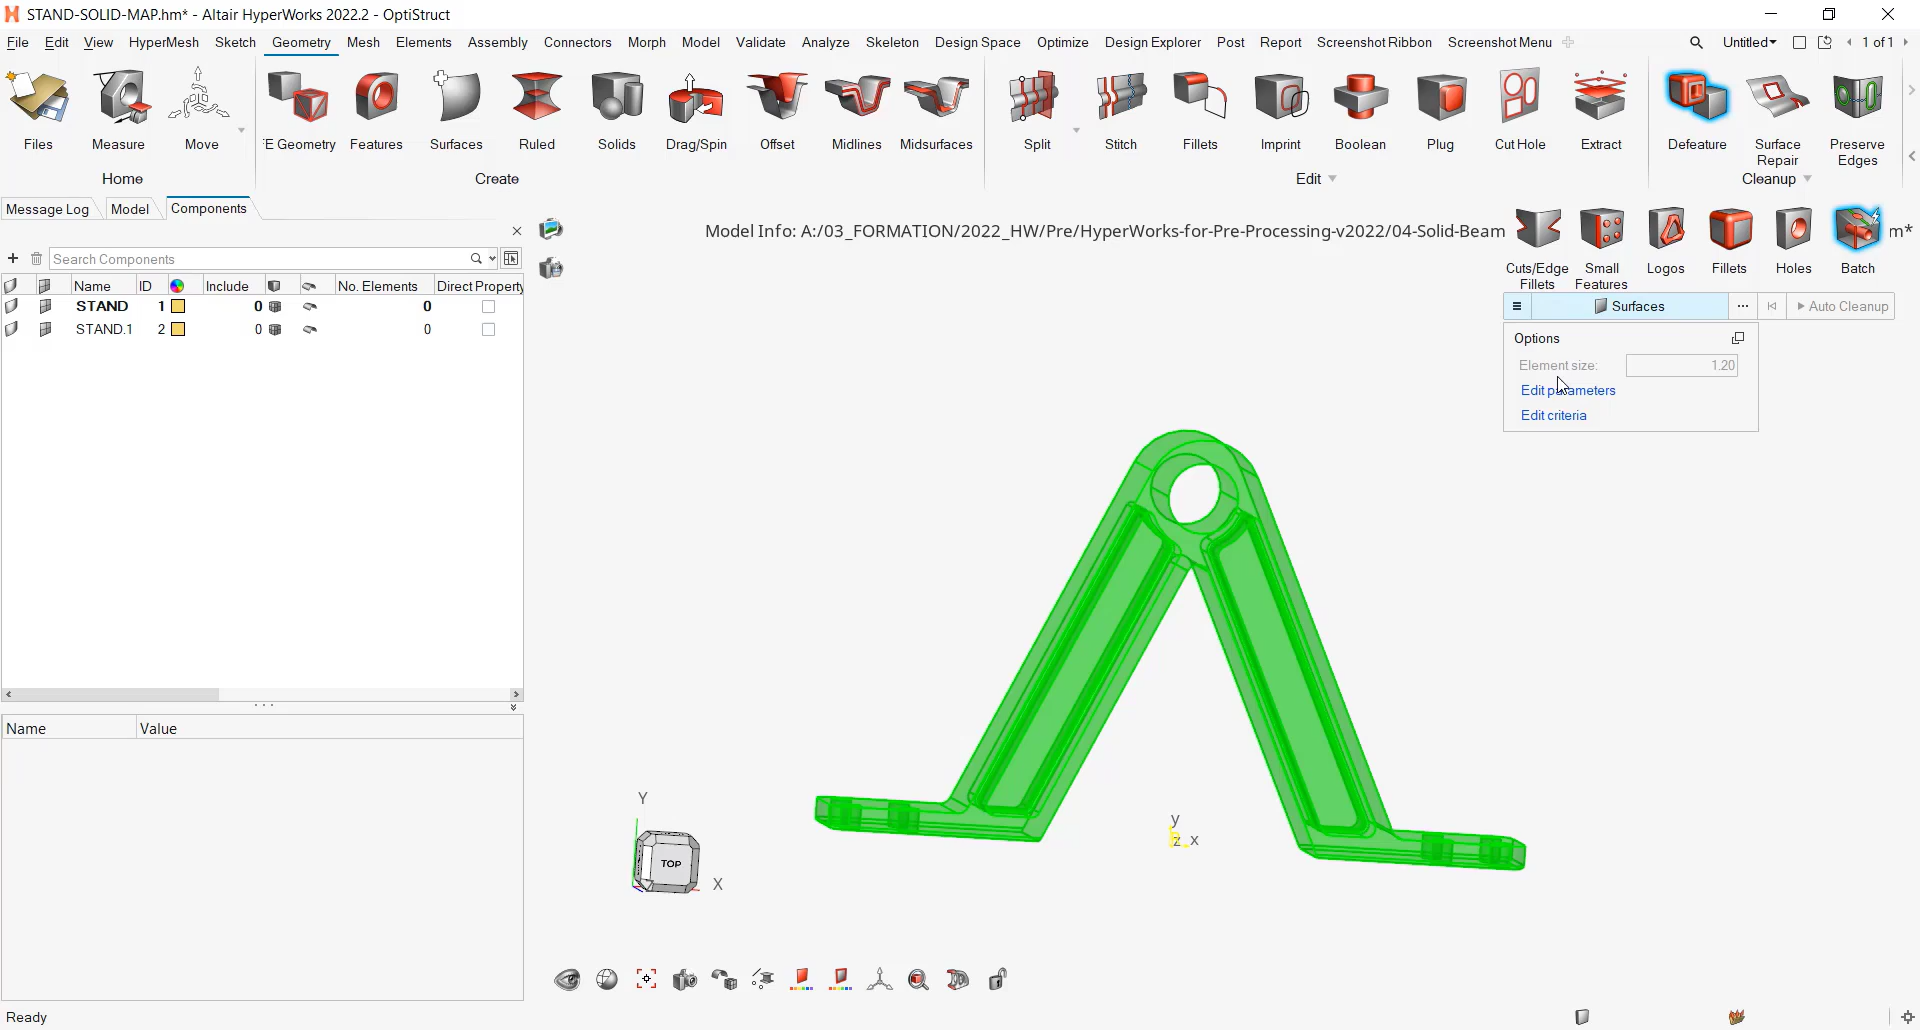 STAND-SOLID-MAP.hm* - Altair HyperWorks 2022.2 - OptiStruct
File Edit View HyperMesh Sketch Geometry Mesh Elements Assembly Connectors Morph Model Validate Analyze Skeleton Design Space Optimize Design Explorer Post Report Screenshot Ribbon Screenshot Menu Untitled 1 of 1
Files Measure Move E Geometry Features Surfaces Ruled Solids Drag/Spin Offset Midlines Midsurfaces Split Stitch Fillets Imprint Boolean Plug Cut Hole Extract Defeature Surface Repair Preserve Edges
Home Create Edit Cleanup
Message Log Model Components
Model Info: A:/03_FORMATION/2022_HW/Pre/HyperWorks-for-Pre-Processing-v2022/04-Solid-Beam m*
Search Components
Cuts/Edge Fillets Small Features Logos Fillets Holes Batch
Name ID Include No. Elements Direct Property
STAND 1 0 0
STAND.1 2 0 0
Surfaces Auto Cleanup
Options
Element size: 1.20
Edit parameters
Edit criteria
Name Value
Y
TOP
X
y
z x
Ready